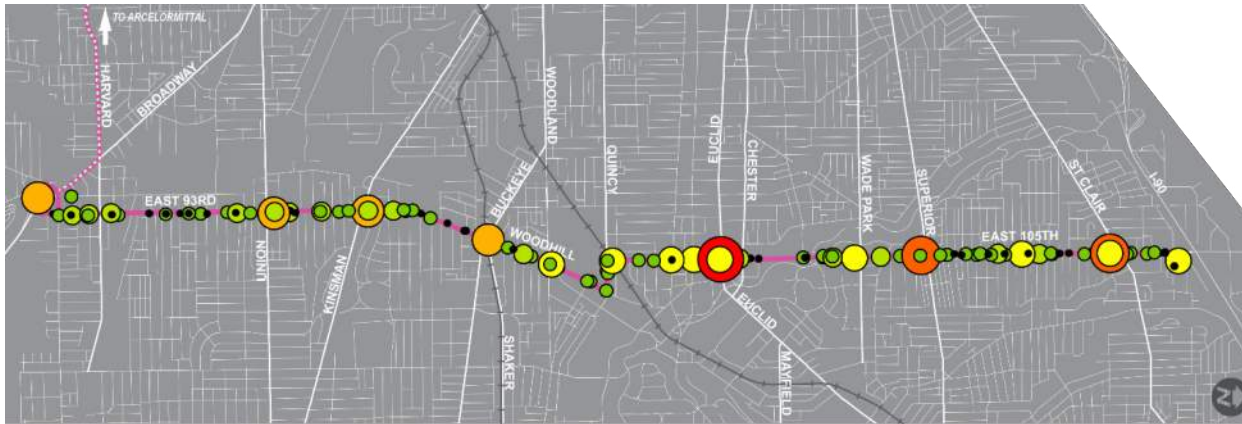 TO ARCELORMITTAL
HARVARD
BROADWAY
EAST 93RD
UNION
KINSMAN
BUCKEYE
WOODLAND
WOODHILL
SHAKER
QUINCY
EUCLID
CHESTER
EUCLID
MAYFIELD
WADE PARK
SUPERIOR
EAST 105TH
ST CLAIR
I-90
N